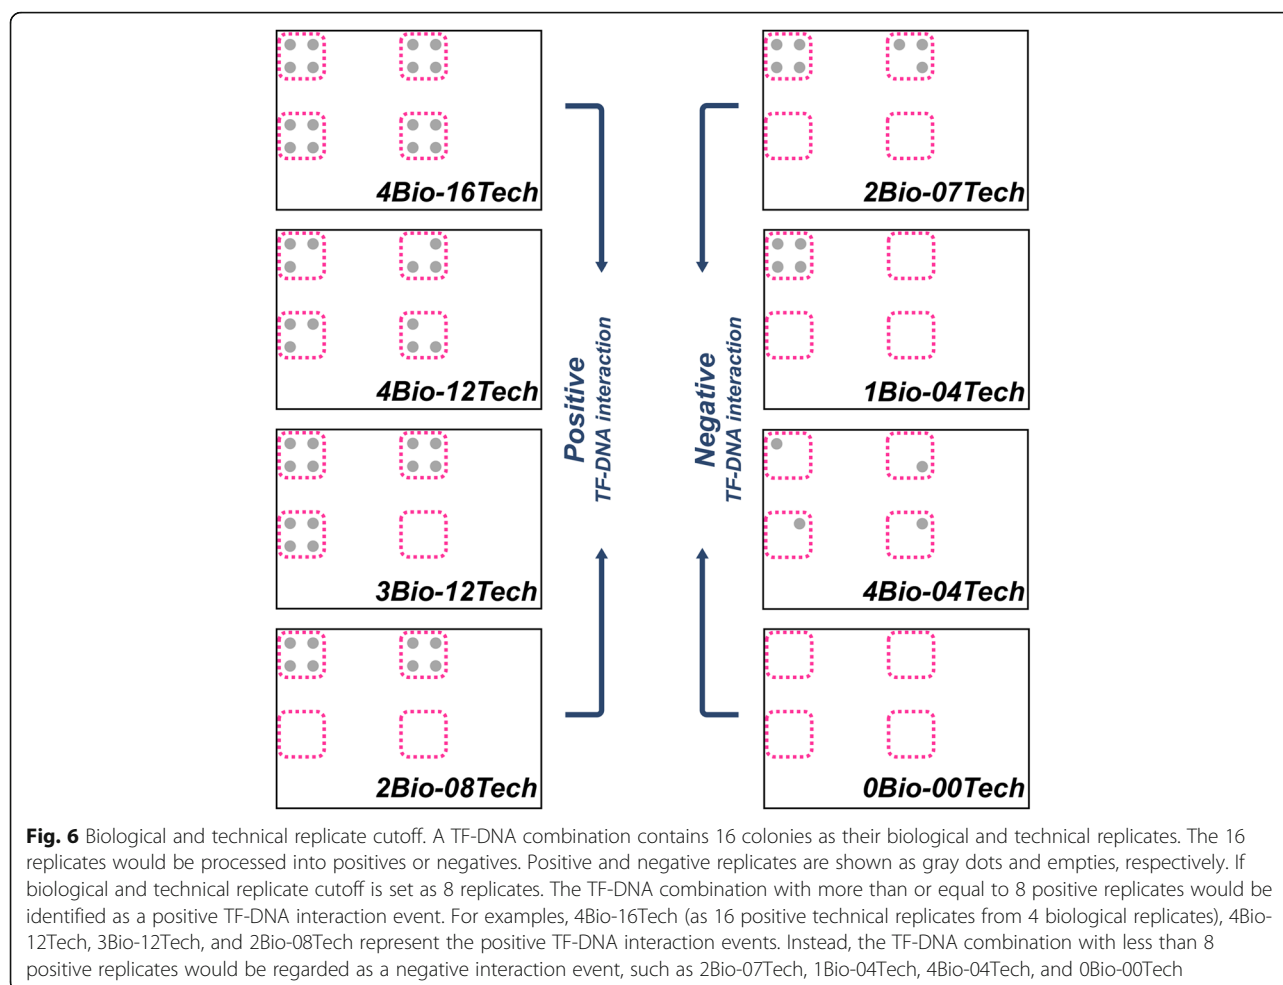 4Bio-16Tech
4Bio-12Tech
3Bio-12Tech
2Bio-08Tech
Positive
TF-DNA interaction
Negative
TF-DNA interaction
2Bio-07Tech
1Bio-04Tech
4Bio-04Tech
0Bio-00Tech
Fig. 6 Biological and technical replicate cutoff. A TF-DNA combination contains 16 colonies as their biological and technical replicates. The 16
replicates would be processed into positives or negatives. Positive and negative replicates are shown as gray dots and empties, respectively. If
biological and technical replicate cutoff is set as 8 replicates. The TF-DNA combination with more than or equal to 8 positive replicates would be
identified as a positive TF-DNA interaction event. For examples, 4Bio-16Tech (as 16 positive technical replicates from 4 biological replicates), 4Bio-
12Tech, 3Bio-12Tech, and 2Bio-08Tech represent the positive TF-DNA interaction events. Instead, the TF-DNA combination with less than 8
positive replicates would be regarded as a negative interaction event, such as 2Bio-07Tech, 1Bio-04Tech, 4Bio-04Tech, and 0Bio-00Tech